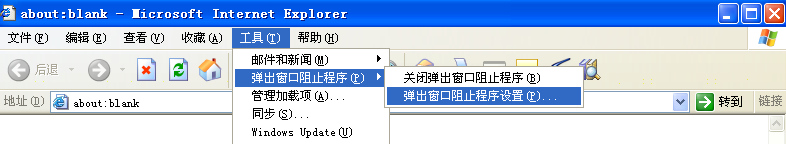 about:blank - Microsoft Internet Explorer
文件(F) 编辑(E) 查看(V) 收藏(A) 工具(T) 帮助(H)
邮件和新闻(M)
后退
弹出窗口阻止程序(P) 关闭弹出窗口阻止程序(B)
管理加载项(A)... 弹出窗口阻止程序设置(P)...
地址(D) about:blank 转到 链接
同步(S)...
Windows Update(U)